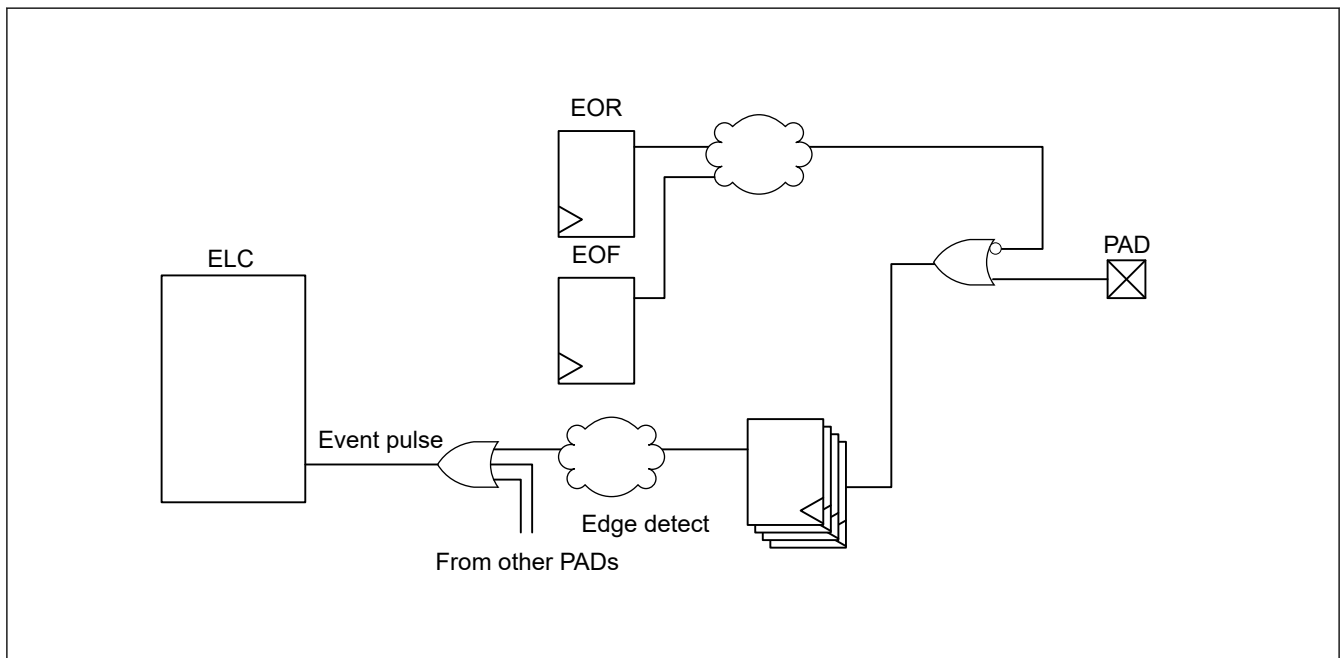 EOR
EOF
ELC
PAD
Event pulse
Edge detect
From other PADs